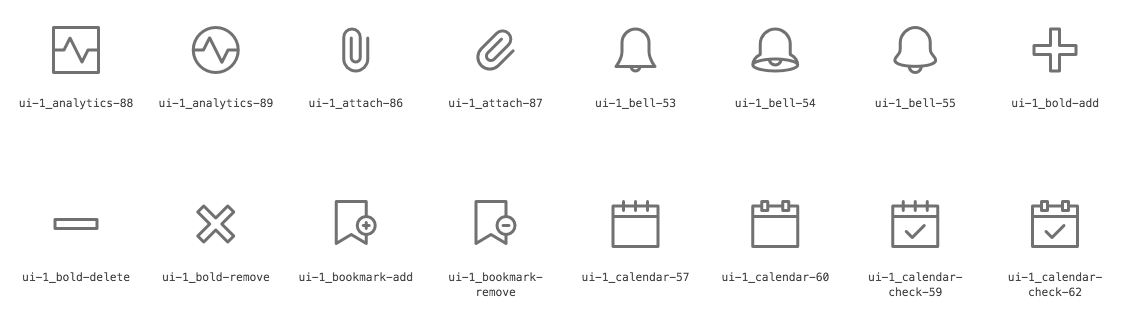 ui-1_analytics-88 ui-1_analytics-89 ui-1_attach-86 ui-1_attach-87 ui-1_bell-53 ui-1_bell-54 ui-1_bell-55 ui-1_bold-add
ui-1_bold-delete ui-1_bold-remove ui-1_bookmark-add ui-1_bookmark- ui-1_calendar-57 ui-1_calendar-60 ui-1_calendar- ui-1_calendar-
remove check-59 check-62